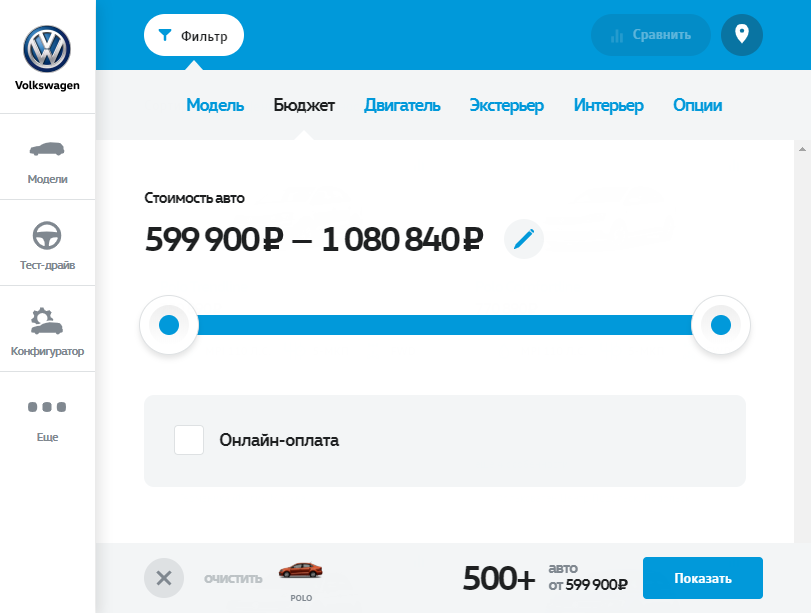 Volkswagen
Модели
Тест-драйв
Конфигуратор
Еще
Фильтр
Сравнить
Модель Бюджет Двигатель Экстерьер Интерьер Опции
Стоимость авто
599 900 ₽ – 1 080 840 ₽
Онлайн-оплата
очистить
POLO
500+
авто
от 599 900₽
Показать